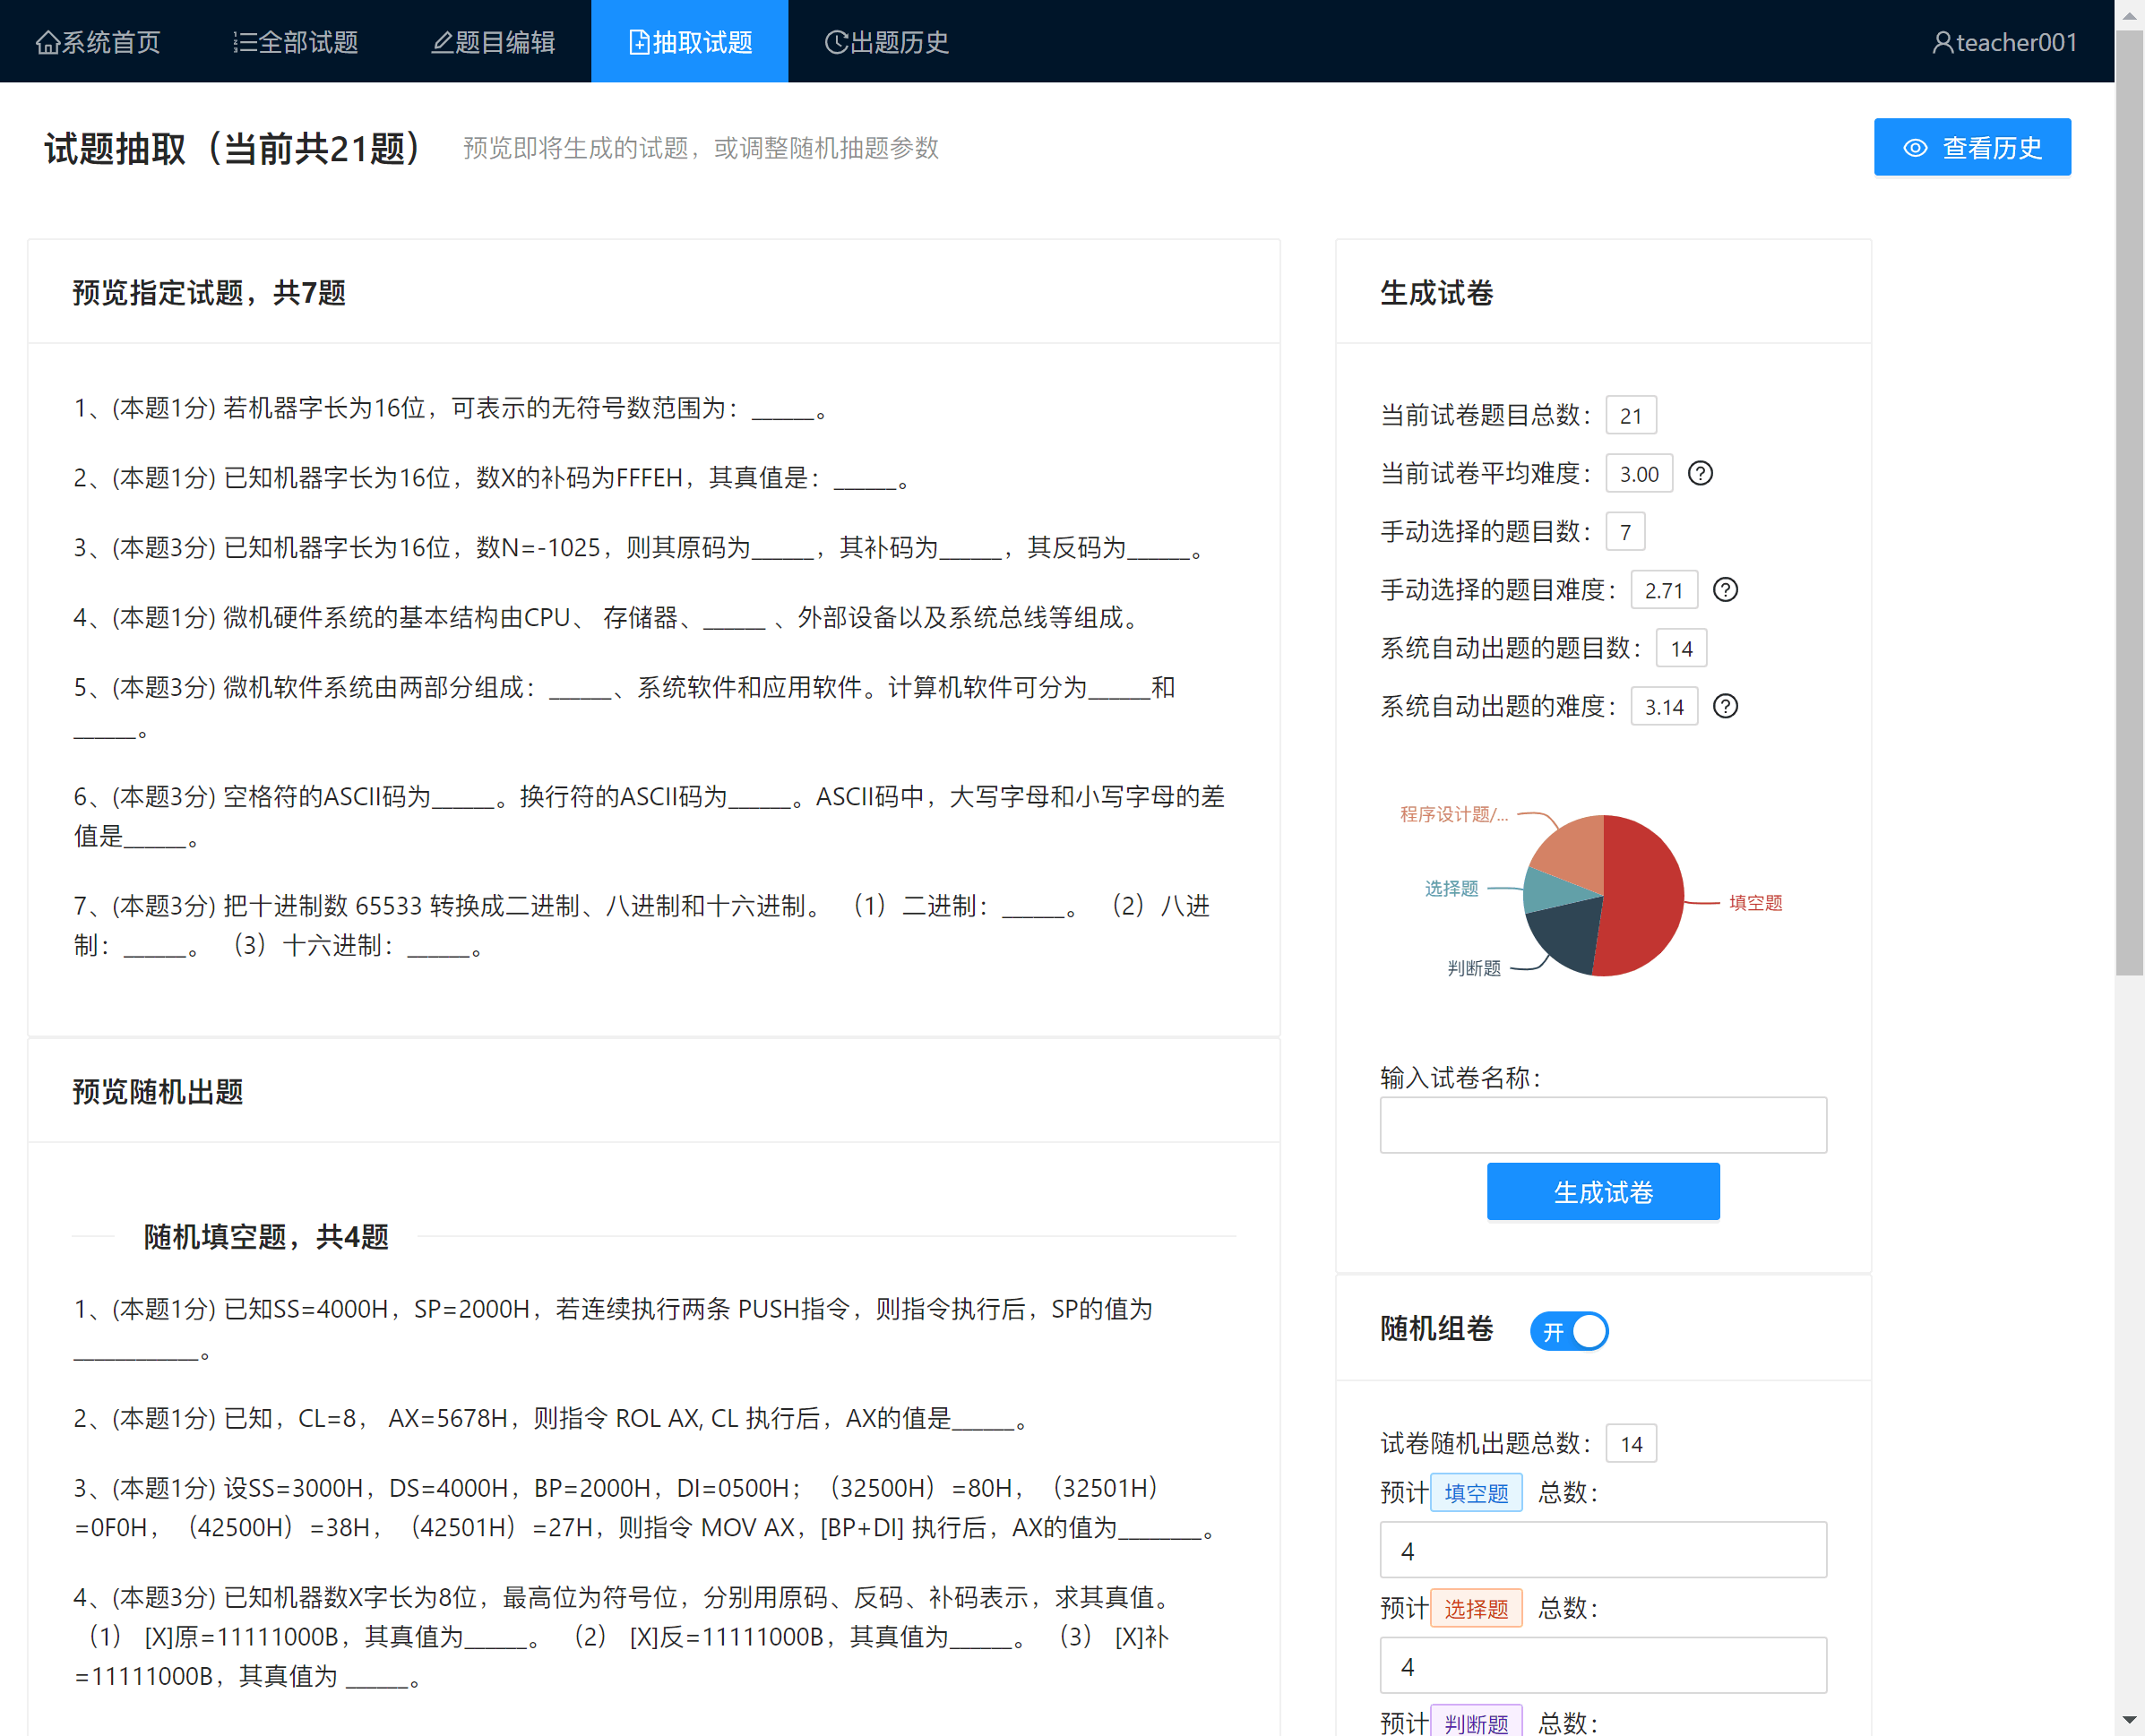 系统首页 全部试题 题目编辑 抽取试题 出题历史 teacher001
试题抽取（当前共21题） 预览即将生成的试题，或调整随机抽题参数 查看历史
预览指定试题，共7题
1、(本题1分) 若机器字长为16位，可表示的无符号数范围为：______。
2、(本题1分) 已知机器字长为16位，数X的补码为FFFEH，其真值是：______。
3、(本题3分) 已知机器字长为16位，数N=-1025，则其原码为______，其补码为______，其反码为______。
4、(本题1分) 微机硬件系统的基本结构由CPU、 存储器、______ 、外部设备以及系统总线等组成。
5、(本题3分) 微机软件系统由两部分组成：______、系统软件和应用软件。计算机软件可分为______和
______。
6、(本题3分) 空格符的ASCII码为______。换行符的ASCII码为______。ASCII码中，大写字母和小写字母的差
值是______。
7、(本题3分) 把十进制数 65533 转换成二进制、八进制和十六进制。 （1）二进制：______。 （2）八进
制：______。 （3）十六进制：______。
预览随机出题
随机填空题，共4题
1、(本题1分) 已知SS=4000H，SP=2000H，若连续执行两条 PUSH指令，则指令执行后，SP的值为
____________。
2、(本题1分) 已知，CL=8， AX=5678H，则指令 ROL AX, CL 执行后，AX的值是______。
3、(本题1分) 设SS=3000H，DS=4000H，BP=2000H，DI=0500H；（32500H）=80H，（32501H）
=0F0H，（42500H）=38H，（42501H）=27H，则指令 MOV AX，[BP+DI] 执行后，AX的值为________。
4、(本题3分) 已知机器数X字长为8位，最高位为符号位，分别用原码、反码、补码表示，求其真值。
（1） [X]原=11111000B，其真值为______。 （2） [X]反=11111000B，其真值为______。 （3） [X]补
=11111000B，其真值为 ______。
生成试卷
当前试卷题目总数： 21
当前试卷平均难度： 3.00
手动选择的题目数： 7
手动选择的题目难度： 2.71
系统自动出题的题目数： 14
系统自动出题的难度： 3.14
程序设计题/...
选择题
填空题
判断题
输入试卷名称：
生成试卷
随机组卷 开
试卷随机出题总数： 14
预计 填空题 总数：
4
预计 选择题 总数：
4
预计 判断题 总数：